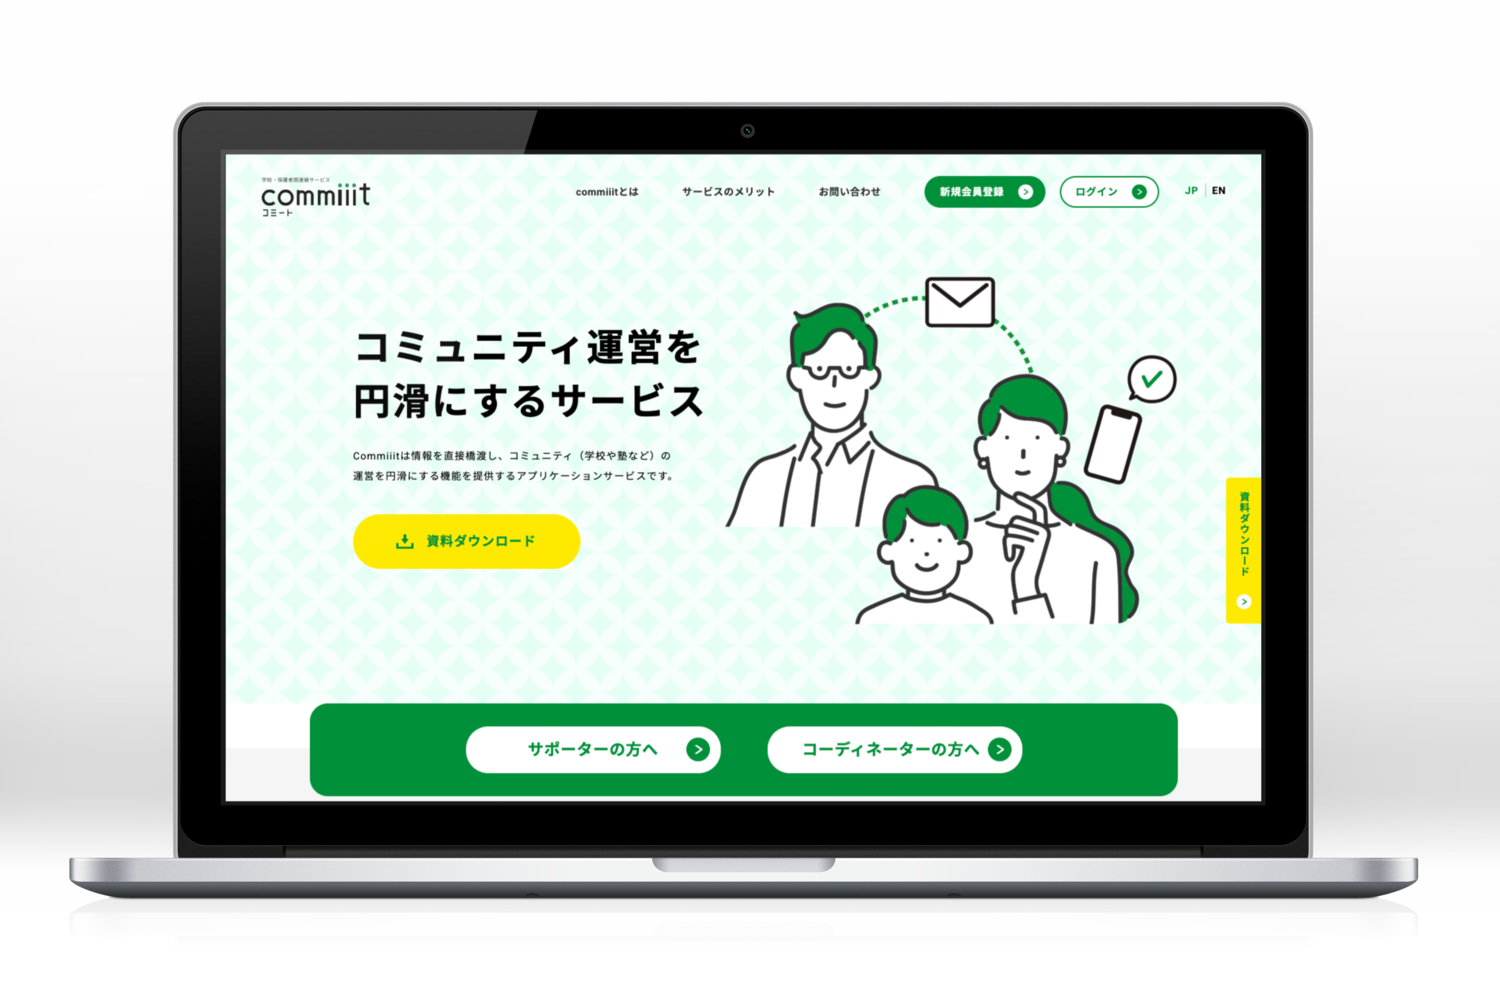 学校・保護者間連絡サービス
commiiit
コミート
commiiitとは
サービスのメリット
お問い合わせ
新規会員登録
ログイン
JP
EN
コミュニティ運営を
円滑にするサービス
Commiiitは情報を直接橋渡し、コミュニティ（学校や塾など）の
運営を円滑にする機能を提供するアプリケーションサービスです。
資料ダウンロード
資料ダウンロード
サポーターの方へ
コーディネーターの方へ